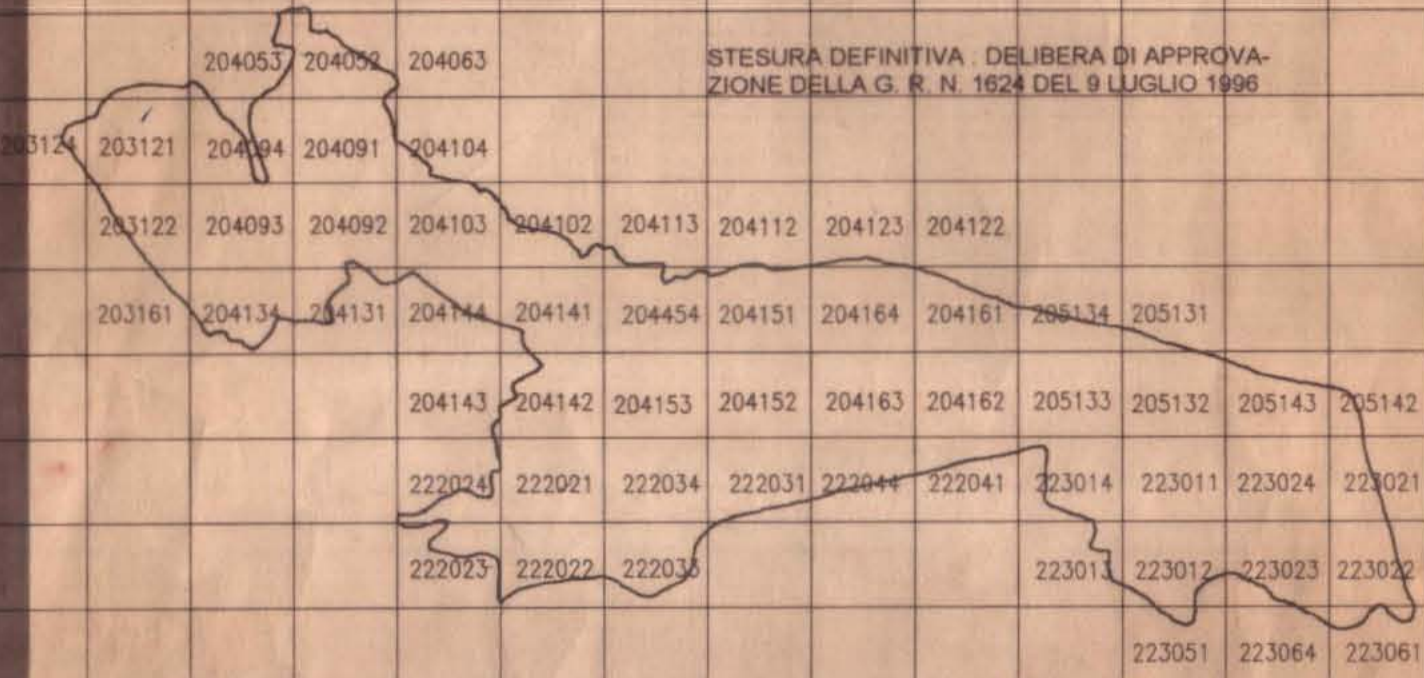 STESURA DEFINITIVA : DELIBERA DI APPROVA-
ZIONE DELLA G. R. N. 1624 DEL 9 LUGLIO 1996
204053 204052 204063
203124 203121 204094 204091 204104
203122 204093 204092 204103 204102 204113 204112 204123 204122
203161 204134 204131 204144 204141 204454 204151 204164 204161 205134 205131
204143 204142 204153 204152 204163 204162 205133 205132 205143 205142
222024 222021 222034 222031 222044 222041 223014 223011 223024 223021
222023 222022 222033 223013 223012 223023 223022
223051 223064 223061